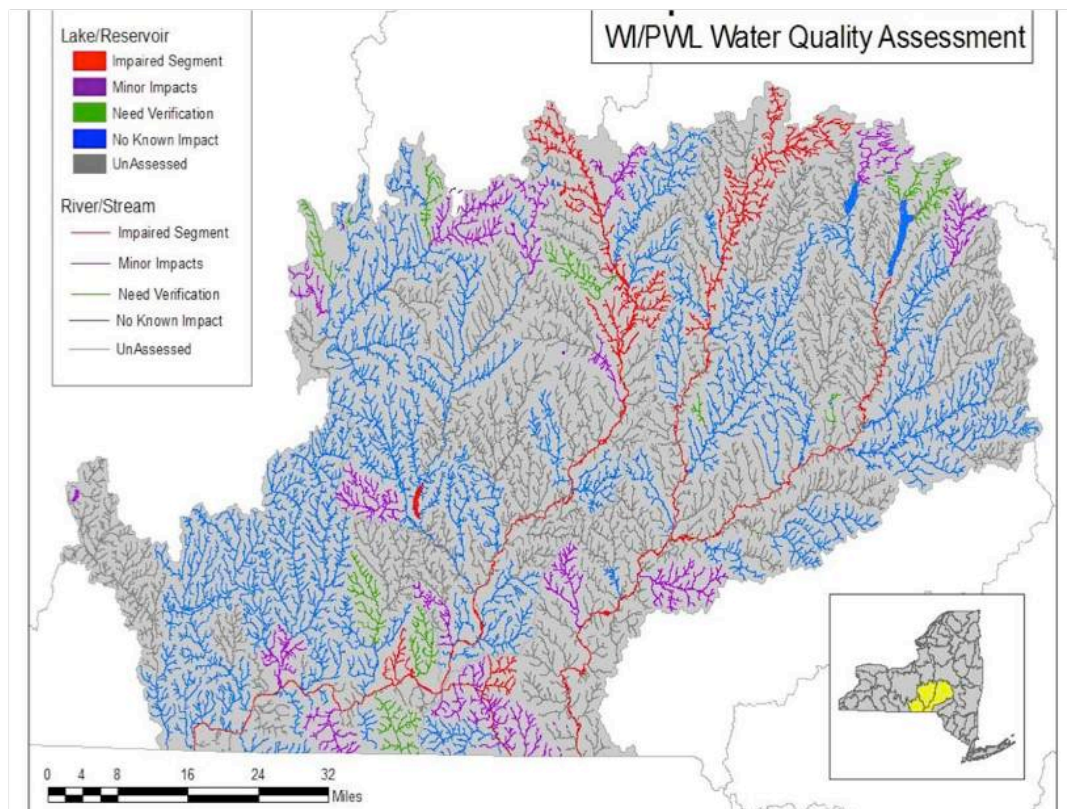 WI/PWL Water Quality Assessment
Lake/Reservoir
Impaired Segment
Minor Impacts
Need Verification
No Known Impact
UnAssessed
River/Stream
Impaired Segment
Minor Impacts
Need Verification
No Known Impact
UnAssessed
0 4 8 16 24 32
Miles